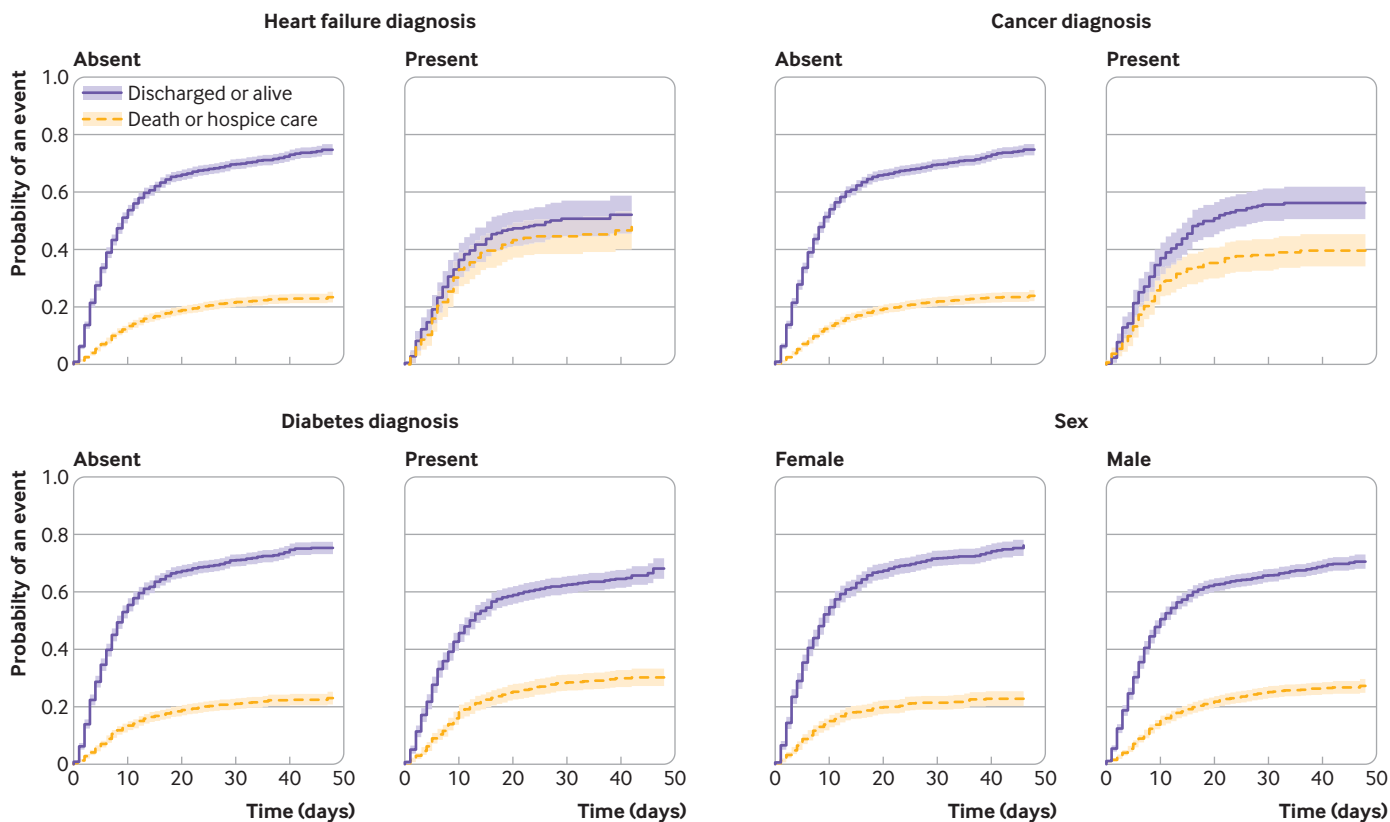 Heart failure diagnosis
Cancer diagnosis
Absent
Present
Absent
Present
Probabilty of an event
1.0
0.8
0.6
0.4
0.2
0
Discharged or alive
Death or hospice care
Diabetes diagnosis
Sex
Absent
Present
Female
Male
Probabilty of an event
1.0
0.8
0.6
0.4
0.2
0
0 10 20 30 40 50
0 10 20 30 40 50
0 10 20 30 40 50
0 10 20 30 40 50
Time (days)
Time (days)
Time (days)
Time (days)